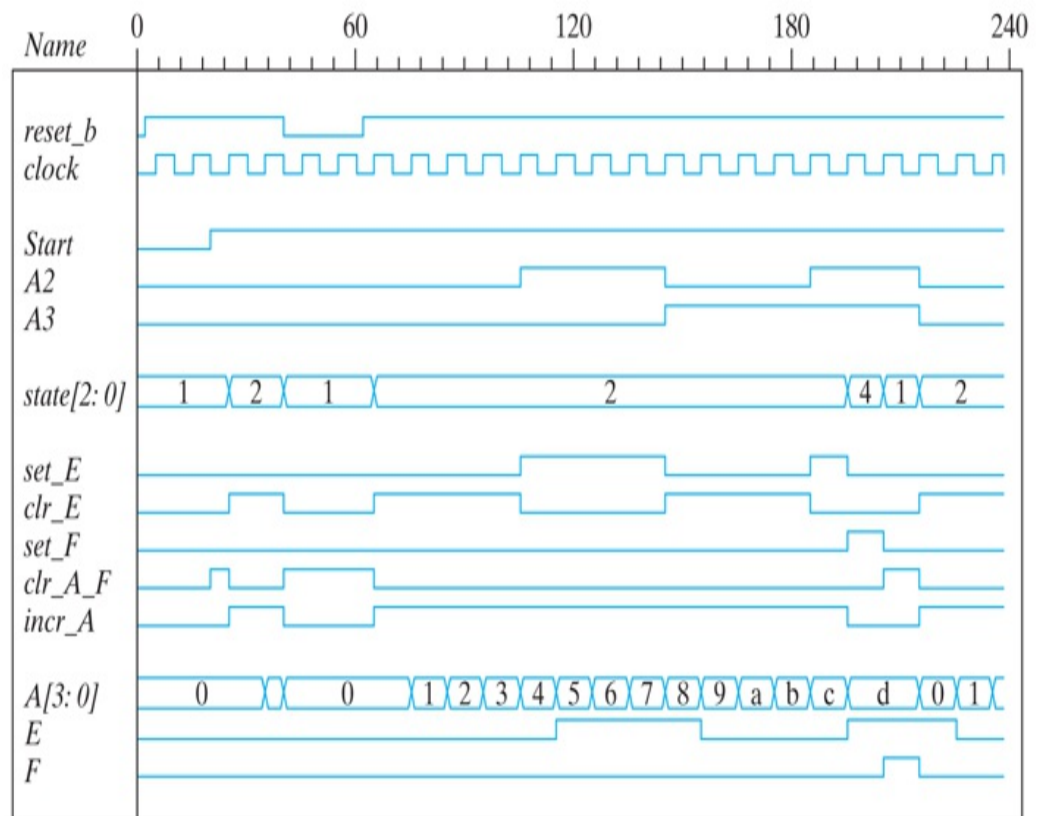 0 60 120 180 240
Name
reset_b
clock
Start
A2
A3
state[2: 0] 1 2 1 2 4 1 2
set_E
clr_E
set_F
clr_A_F
incr_A
A[3: 0] 0 0 1 2 3 4 5 6 7 8 9 a b c d 0 1
E
F